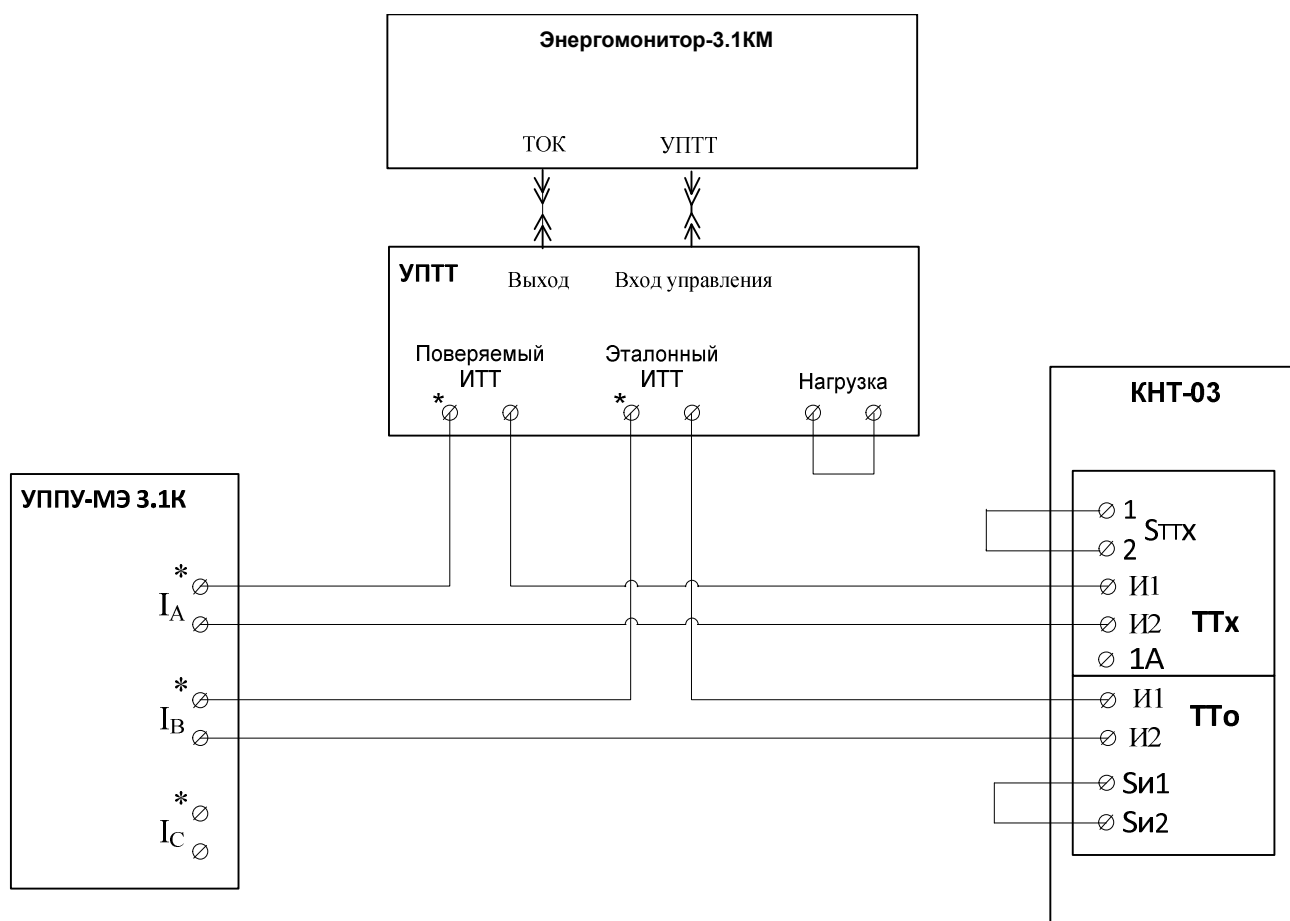 Энергомонитор-3.1КМ
ТОК УПТТ
УПТТ
Выход Вход управления
Поверяемый ИТТ
Эталонный ИТТ
Нагрузка
* *
КНТ-03
УППУ-МЭ 3.1К
*
IA
*
IB
*
IC
1
SТТХ
2
И1
И2 ТТх
1А
И1
ТТо
И2
Sи1
Sи2